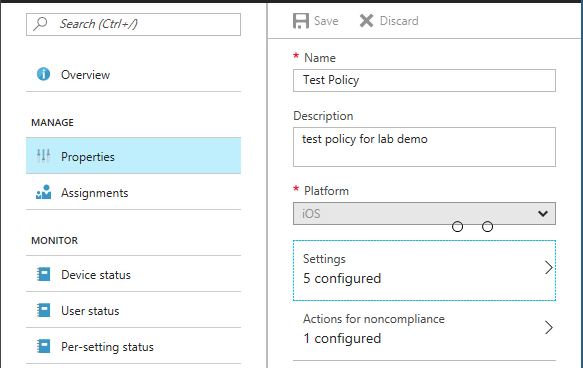 Search (Ctrl+/)
Overview
MANAGE
Properties
Assignments
MONITOR
Device status
User status
Per-setting status
Save
Discard
* Name
Test Policy
Description
test policy for lab demo
* Platform
iOS
Settings
5 configured
Actions for noncompliance
1 configured